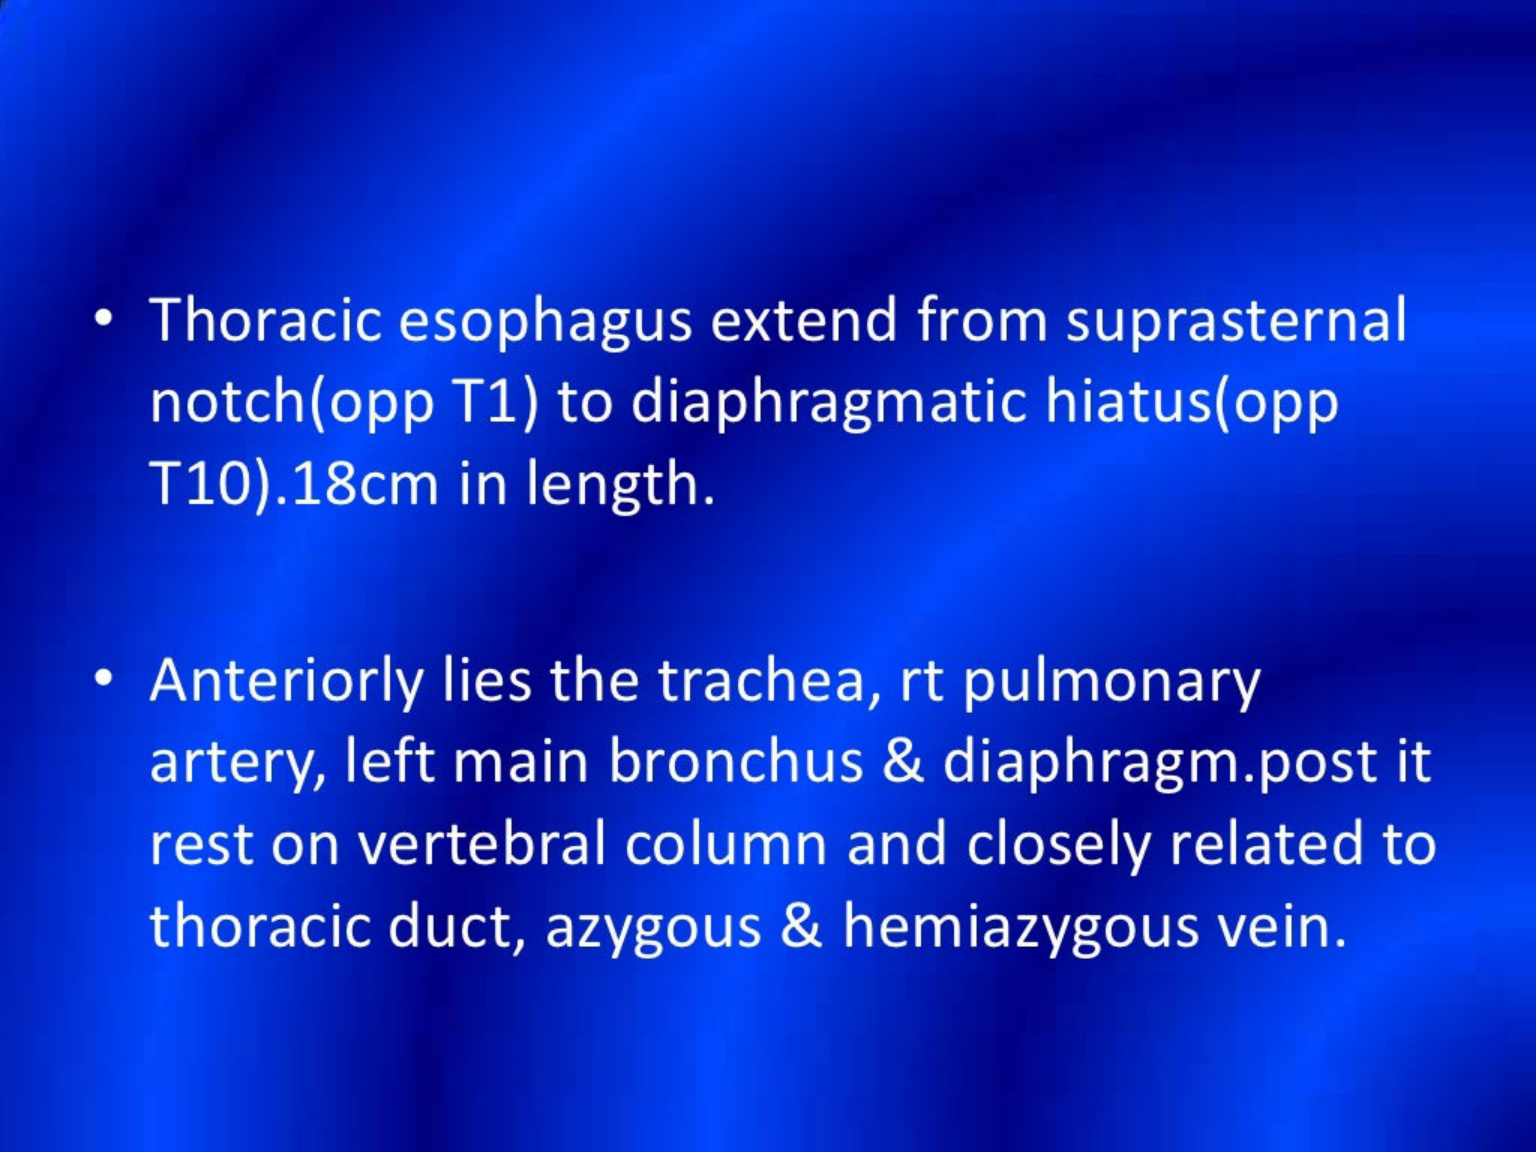 • Thoracic esophagus extend from suprasternal
notch(opp T1) to diaphragmatic hiatus(opp
T10).18cm in length.
• Anteriorly lies the trachea, rt pulmonary
artery, left main bronchus & diaphragm.post it
rest on vertebral column and closely related to
thoracic duct, azygous & hemiazygous vein.